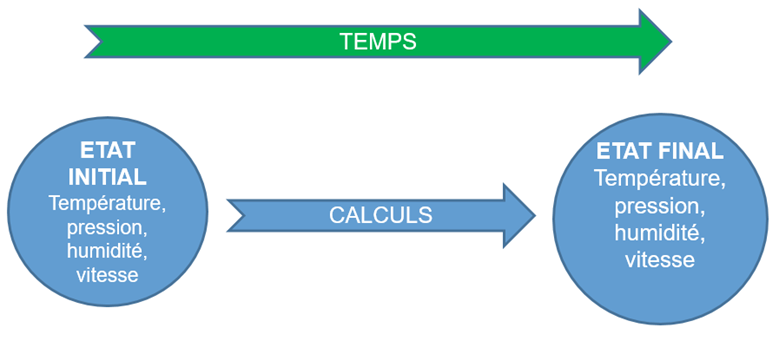 TEMPS
ETAT
INITIAL
Température,
pression,
humidité,
vitesse
CALCULS
ETAT FINAL
Température,
pression,
humidité,
vitesse